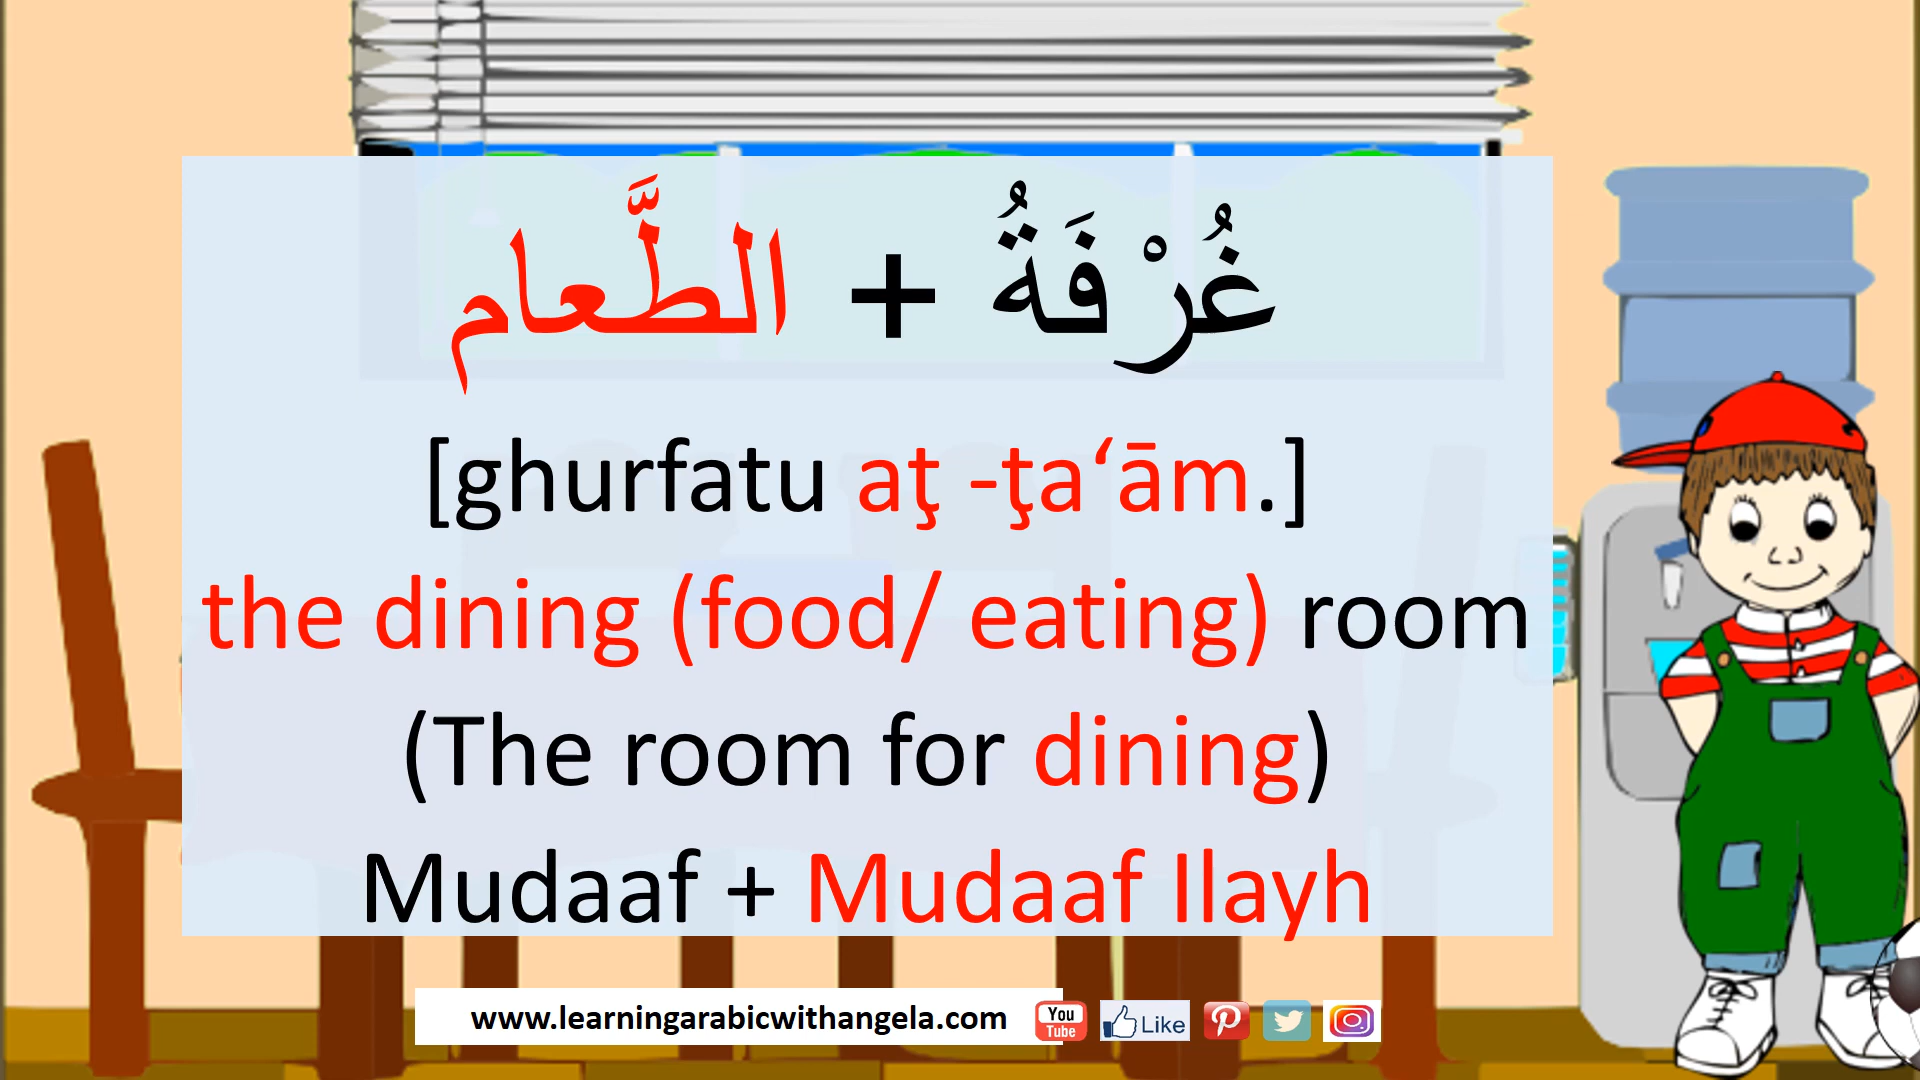 غُرْفَةُ + الطَّعام
[ghurfatu aţ -ţa‘ām.]
the dining (food/ eating) room
(The room for dining)
Mudaaf + Mudaaf Ilayh
www.learningarabicwithangela.com You Tube Like